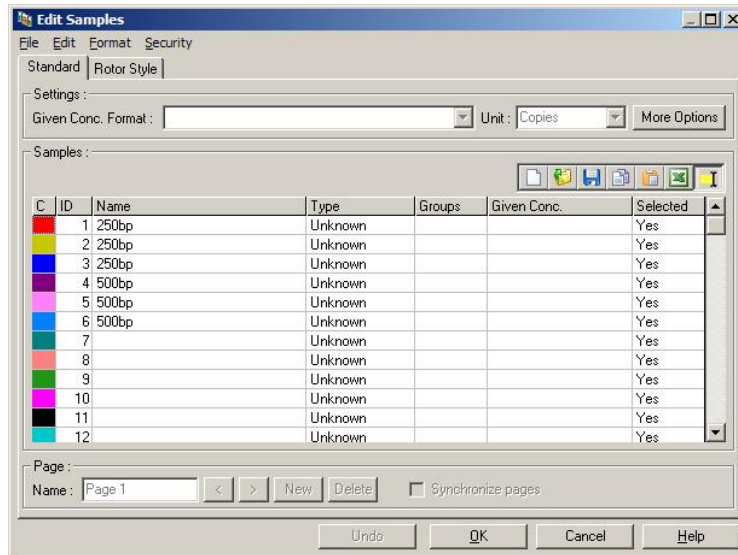 Edit Samples
File Edit Format Security
Standard Rotor Style
Settings :
Given Conc. Format : Unit : Copies More Options
Samples :
C ID Name Type Groups Given Conc. Selected
1 250bp Unknown Yes
2 250bp Unknown Yes
3 250bp Unknown Yes
4 500bp Unknown Yes
5 500bp Unknown Yes
6 500bp Unknown Yes
7 Unknown Yes
8 Unknown Yes
9 Unknown Yes
10 Unknown Yes
11 Unknown Yes
12 Unknown Yes
Page :
Name : Page 1 < > New Delete Synchronize pages
Undo OK Cancel Help